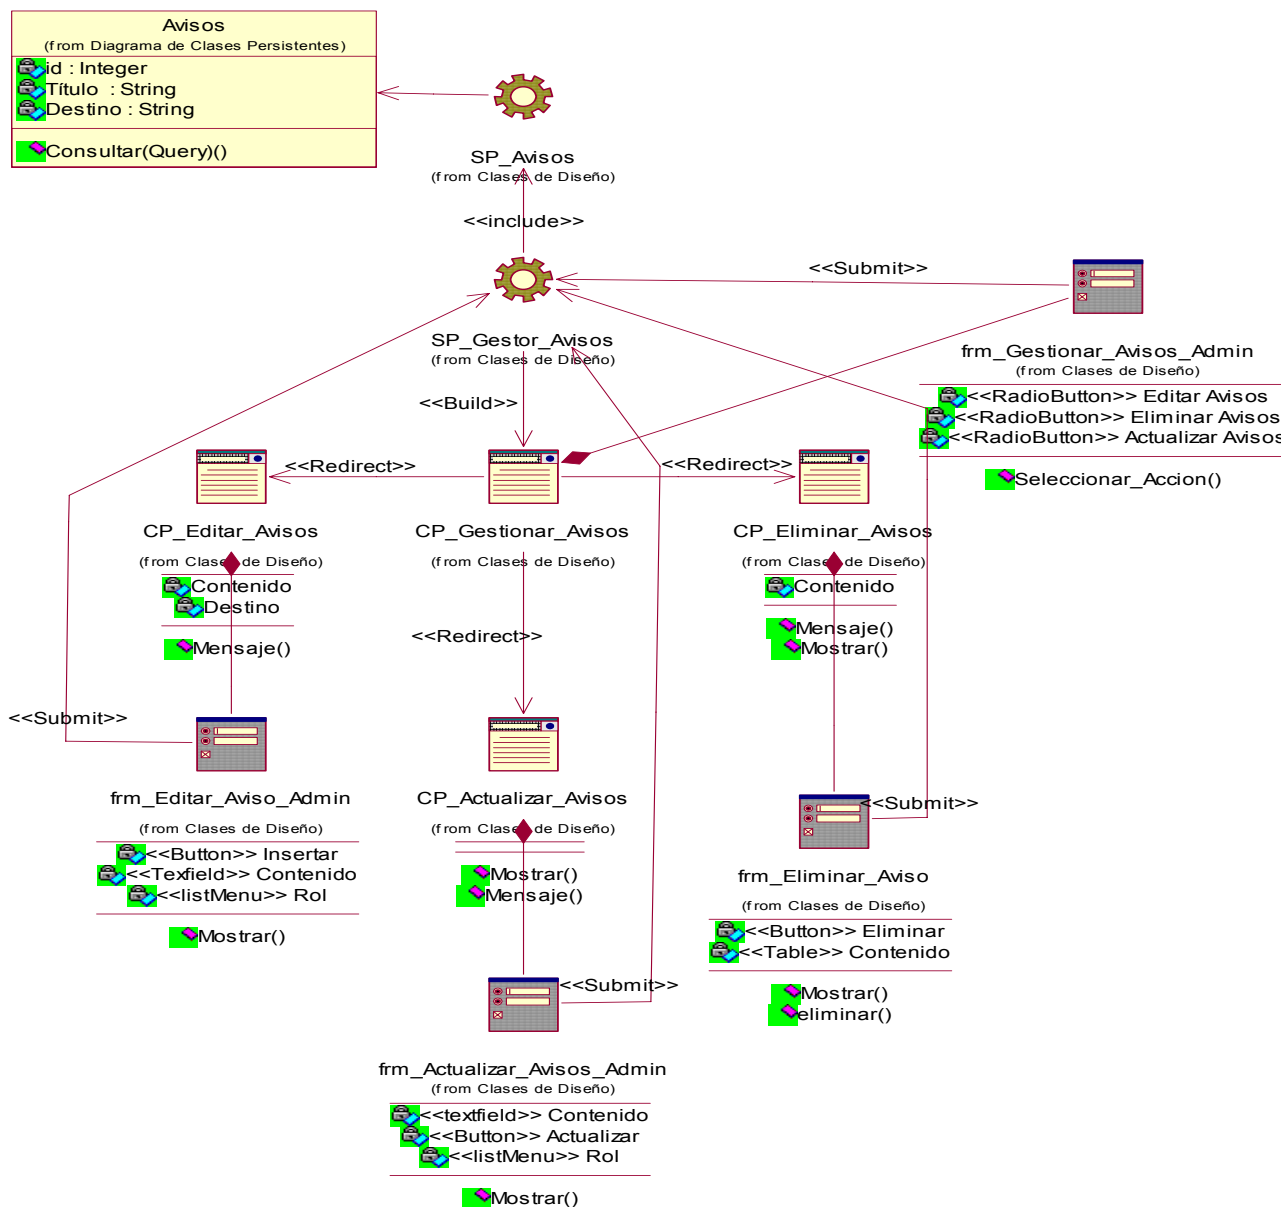 Avisos
(from Diagrama de Clases Persistentes)
id : Integer
Título : String
Destino : String
Consultar(Query)()
SP_Avisos
(from Clases de Diseño)
<<include>>
<<Submit>>
SP_Gestor_Avisos
(from Clases de Diseño)
frm_Gestionar_Avisos_Admin
(from Clases de Diseño)
<<RadioButton>> Editar Avisos
<<RadioButton>> Eliminar Avisos
<<RadioButton>> Actualizar Avisos
Seleccionar_Accion()
<<Build>>
<<Redirect>>
<<Redirect>>
CP_Editar_Avisos
(from Clases de Diseño)
Contenido
Destino
Mensaje()
CP_Gestionar_Avisos
(from Clases de Diseño)
CP_Eliminar_Avisos
(from Clases de Diseño)
Contenido
Mensaje()
Mostrar()
<<Redirect>>
<<Submit>>
frm_Editar_Aviso_Admin
(from Clases de Diseño)
<<Button>> Insertar
<<Texfield>> Contenido
<<listMenu>> Rol
Mostrar()
CP_Actualizar_Avisos
(from Clases de Diseño)
Mostrar()
Mensaje()
<<Submit>>
frm_Eliminar_Aviso
(from Clases de Diseño)
<<Button>> Eliminar
<<Table>> Contenido
Mostrar()
eliminar()
<<Submit>>
frm_Actualizar_Avisos_Admin
(from Clases de Diseño)
<<textfield>> Contenido
<<Button>> Actualizar
<<listMenu>> Rol
Mostrar()